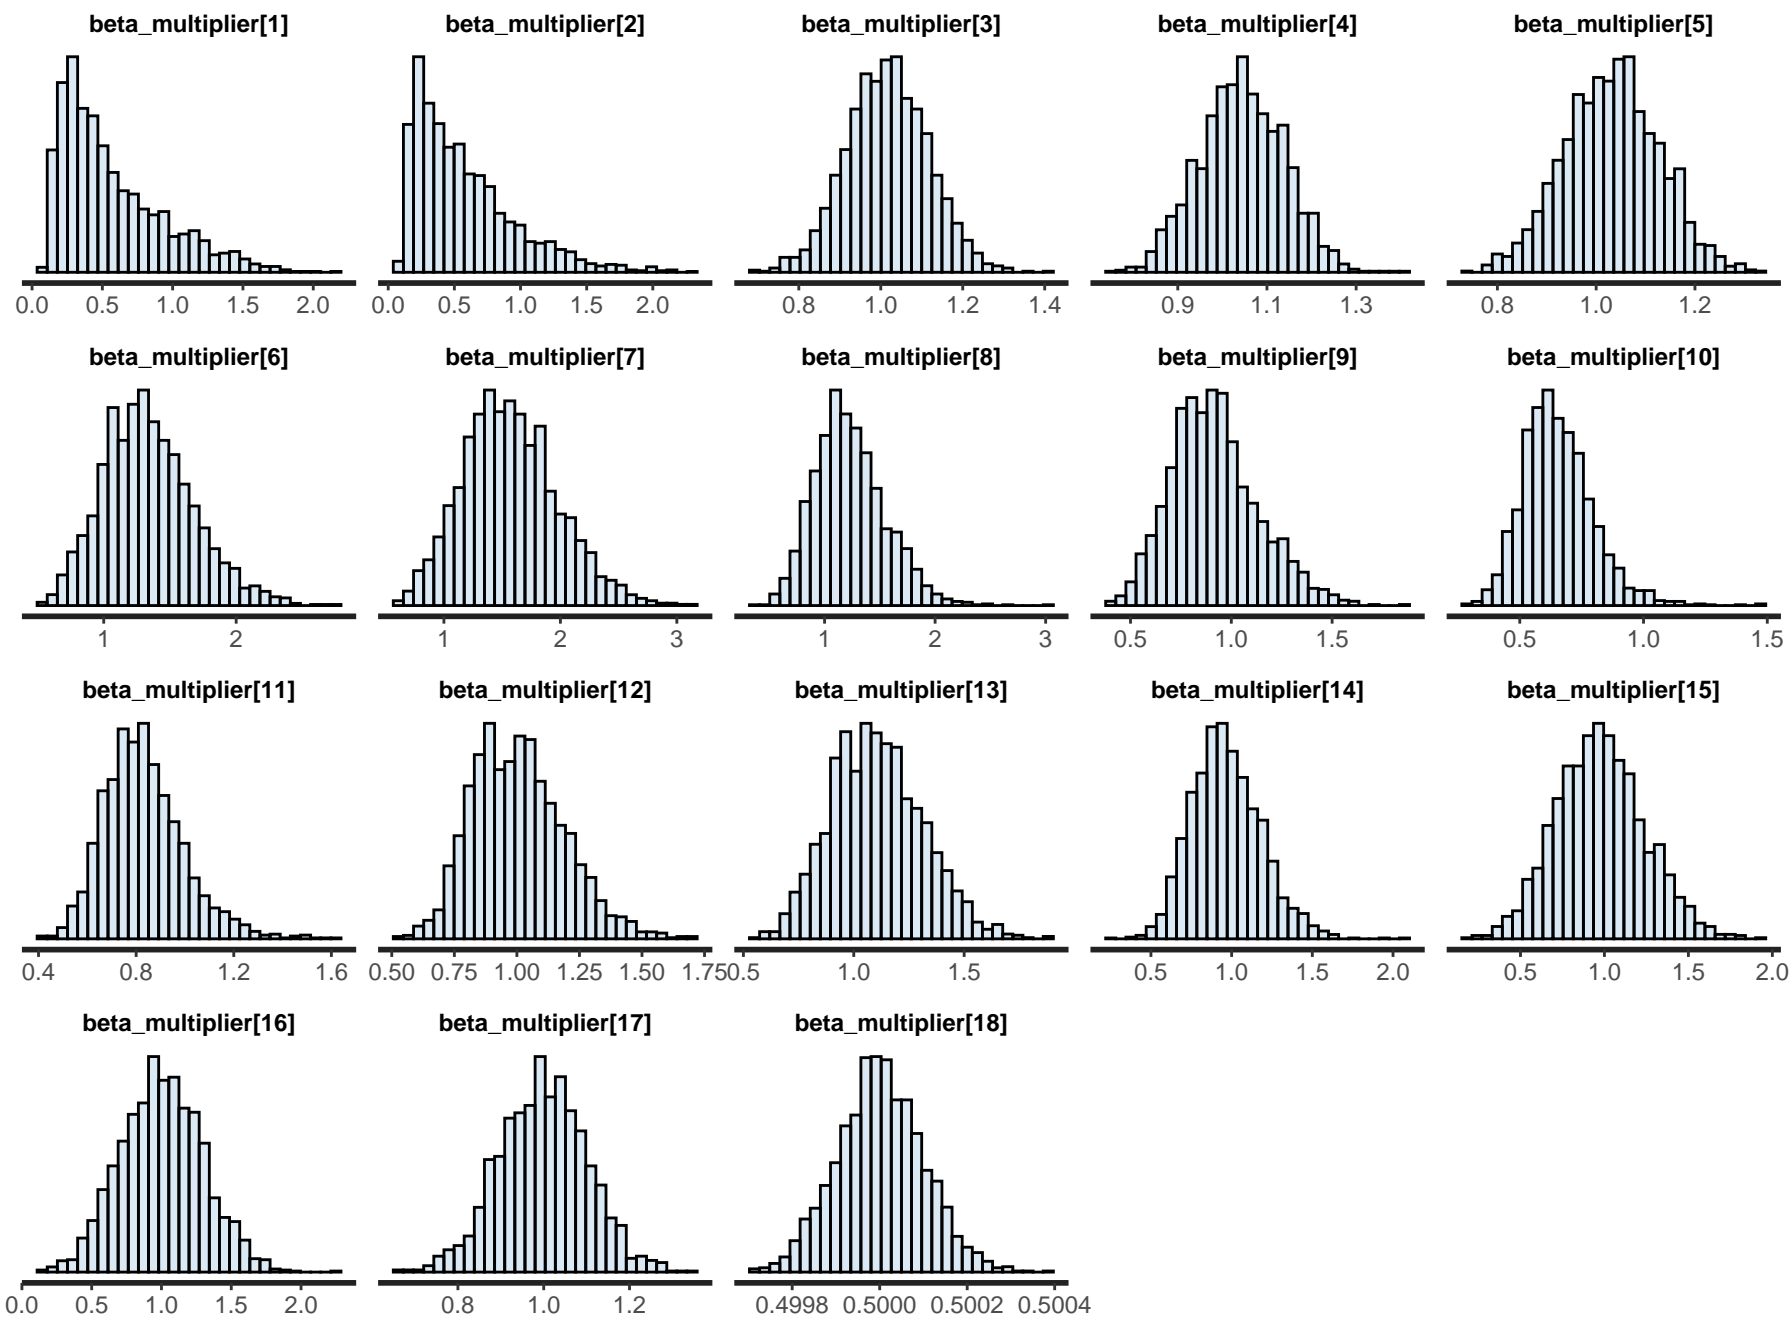 beta_multiplier[1] beta_multiplier[2] beta_multiplier[3] beta_multiplier[4] beta_multiplier[5]
0.0 0.5 1.0 1.5 2.0 0.0 0.5 1.0 1.5 2.0 0.8 1.0 1.2 1.4 0.9 1.1 1.3 0.8 1.0 1.2
beta_multiplier[6] beta_multiplier[7] beta_multiplier[8] beta_multiplier[9] beta_multiplier[10]
1 2 1 2 3 1 2 3 0.5 1.0 1.5 0.5 1.0 1.5
beta_multiplier[11] beta_multiplier[12] beta_multiplier[13] beta_multiplier[14] beta_multiplier[15]
0.4 0.8 1.2 1.6 0.50 0.75 1.00 1.25 1.50 1.75 0.5 1.0 1.5 0.5 1.0 1.5 2.0 0.5 1.0 1.5 2.0
beta_multiplier[16] beta_multiplier[17] beta_multiplier[18]
0.0 0.5 1.0 1.5 2.0 0.8 1.0 1.2 0.4998 0.5000 0.5002 0.5004